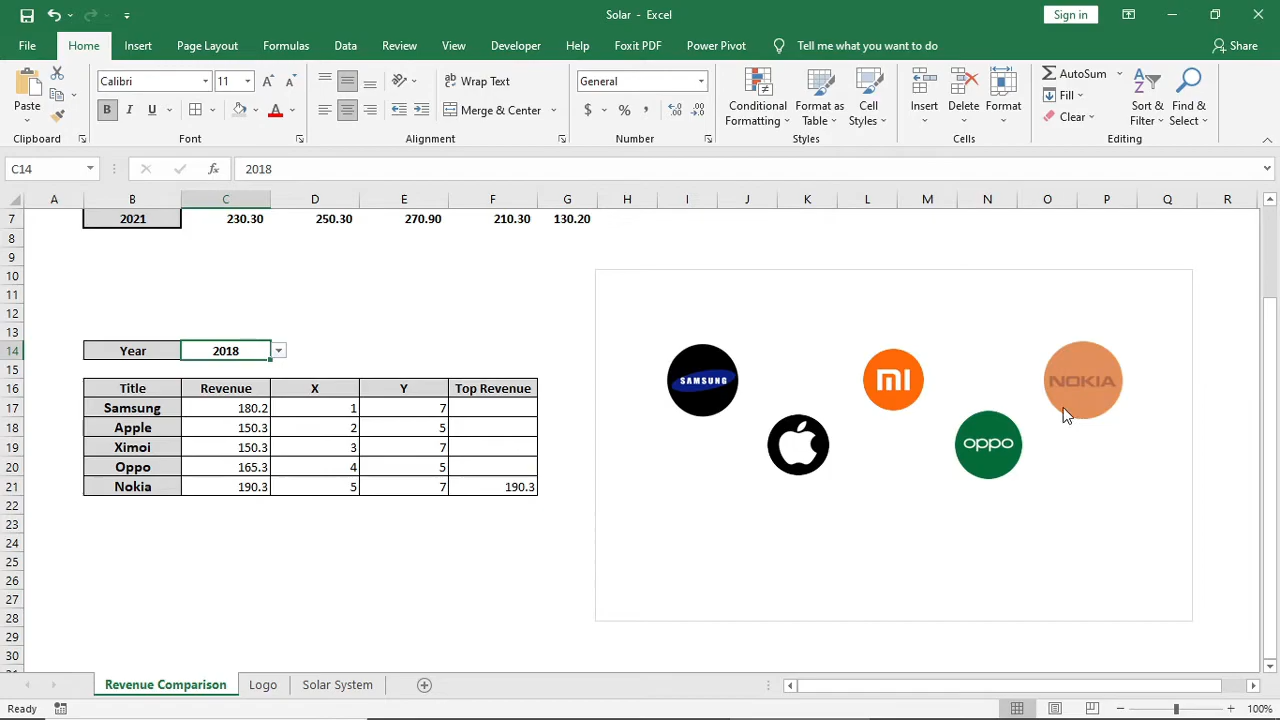 Solar - Excel
Sign in
File Home Insert Page Layout Formulas Data Review View Developer Help Foxit PDF Power Pivot Tell me what you want to do Share
Paste
Calibri 11
B I U
Wrap Text
Merge & Center
General
$ % ,
Conditional Formatting
Format as Table
Cell Styles
Insert Delete Format
AutoSum
Fill
Clear
Sort & Filter
Find & Select
Clipboard Font Alignment Number Styles Cells Editing
C14 fx 2018
A B C D E F G H I J K L M N O P Q R
7 2021 230.30 250.30 270.90 210.30 130.20
8
9
10
11
12
13
14 Year 2018
15
16 Title Revenue X Y Top Revenue
17 Samsung 180.2 1 7
18 Apple 150.3 2 5
19 Ximoi 150.3 3 7
20 Oppo 165.3 4 5
21 Nokia 190.3 5 7 190.3
22
23
24
25
26
27
28
29
30
SAMSUNG
MI
NOKIA
oppo
Revenue Comparison Logo Solar System
Ready
100%